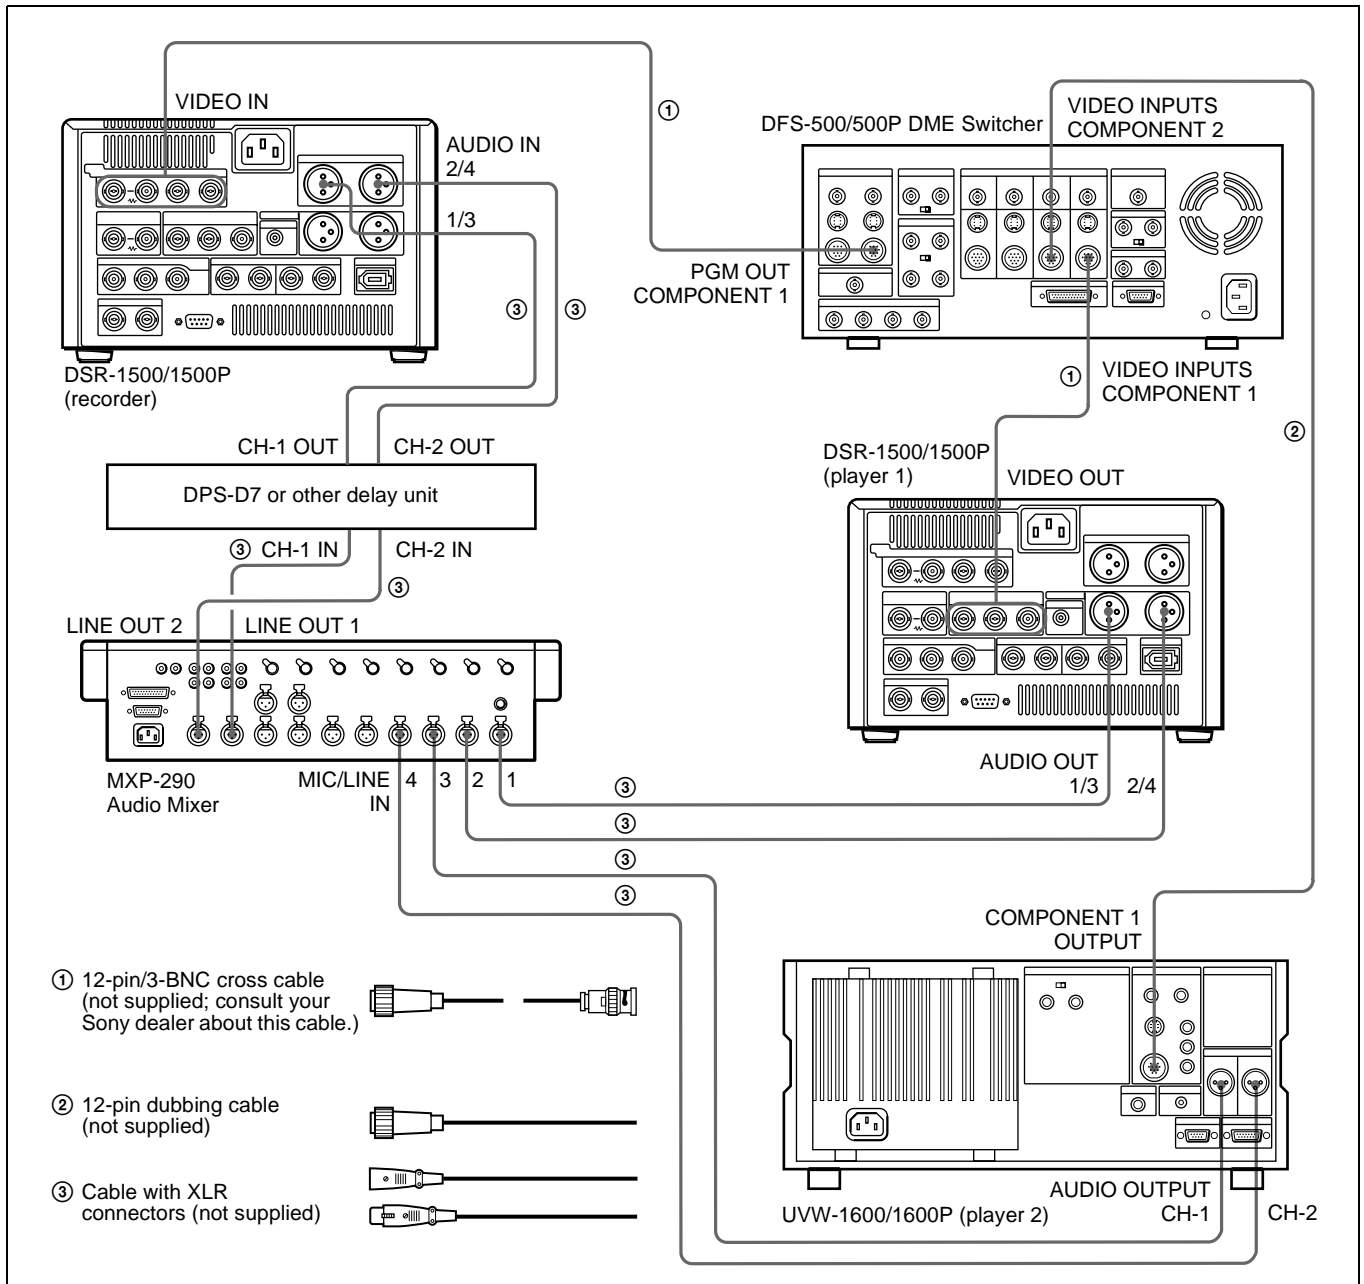 VIDEO IN
AUDIO IN
2/4
1/3
①
DFS-500/500P DME Switcher
VIDEO INPUTS
COMPONENT 2
PGM OUT
COMPONENT 1
③
③
DSR-1500/1500P
(recorder)
①
VIDEO INPUTS
COMPONENT 1
②
CH-1 OUT
CH-2 OUT
DPS-D7 or other delay unit
③ CH-1 IN
CH-2 IN
③
DSR-1500/1500P
(player 1)
VIDEO OUT
LINE OUT 2
LINE OUT 1
MXP-290
Audio Mixer
MIC/LINE
IN
4
3
2
1
AUDIO OUT
1/3
2/4
③
③
③
③
COMPONENT 1
OUTPUT
① 12-pin/3-BNC cross cable
(not supplied; consult your
Sony dealer about this cable.)
② 12-pin dubbing cable
(not supplied)
③ Cable with XLR
connectors (not supplied)
UVW-1600/1600P (player 2)
AUDIO OUTPUT
CH-1
CH-2